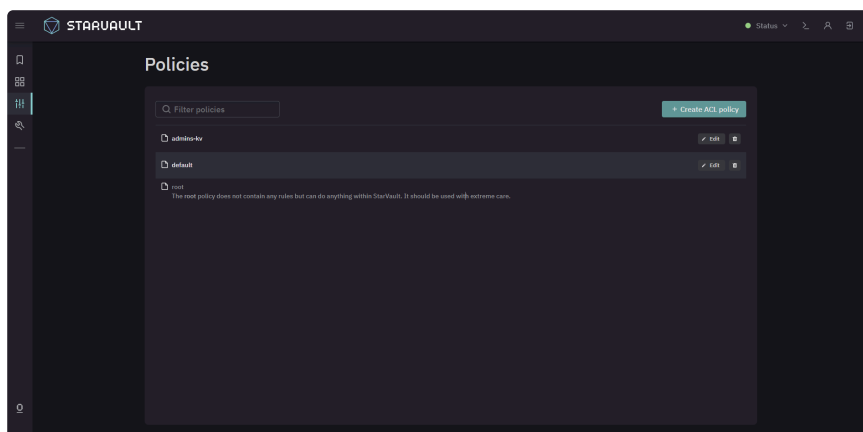 STARVAULT
Status
Policies
Filter policies
+ Create ACL policy
admins-kv
Edit
default
Edit
root
The root policy does not contain any rules but can do anything within StarVault. It should be used with extreme care.